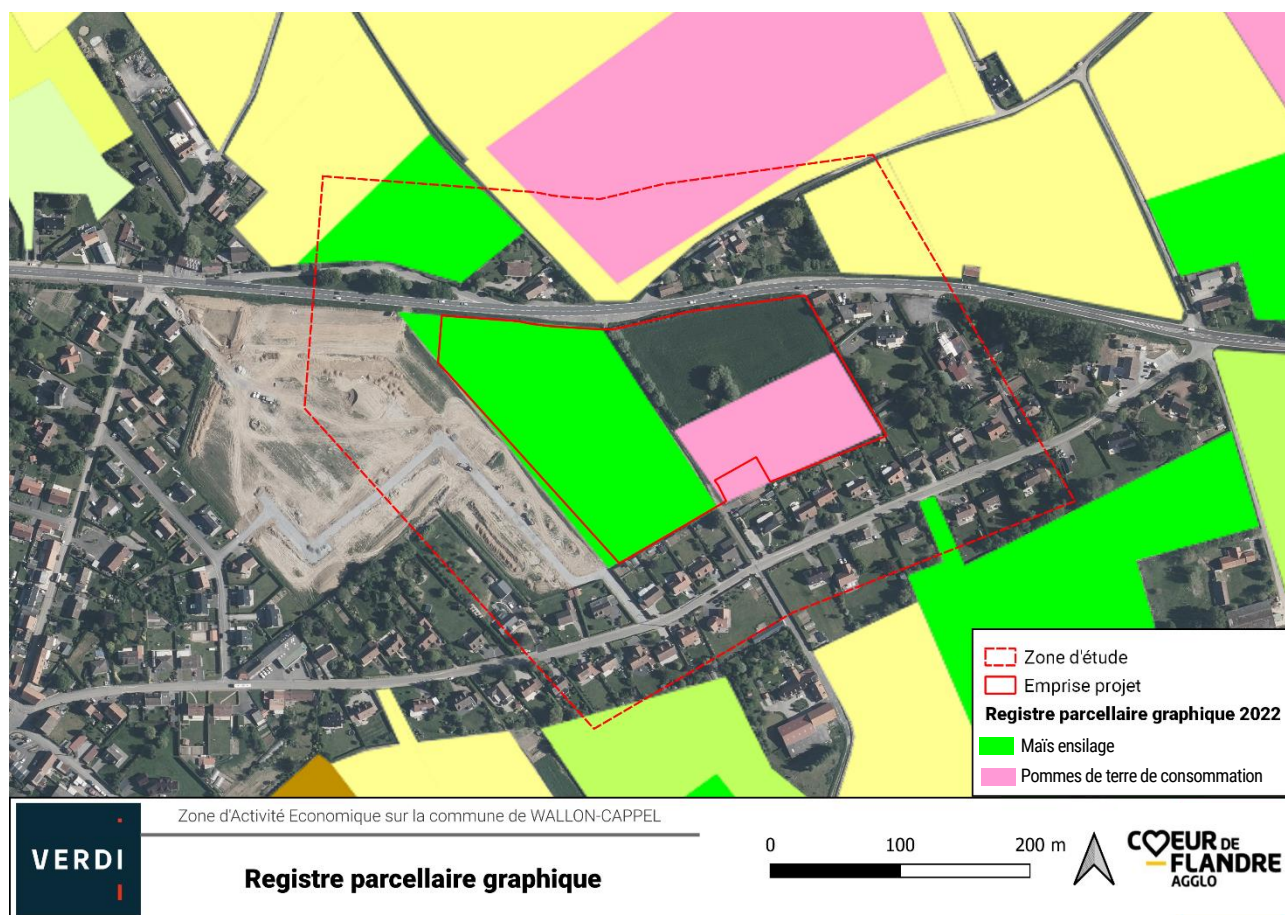 Zone d'étude
Emprise projet
Registre parcellaire graphique 2022
Maïs ensilage
Pommes de terre de consommation
VERDI
Zone d'Activité Economique sur la commune de WALLON-CAPPEL
Registre parcellaire graphique
0 100 200 m
CŒUR DE
FLANDRE
AGGLO